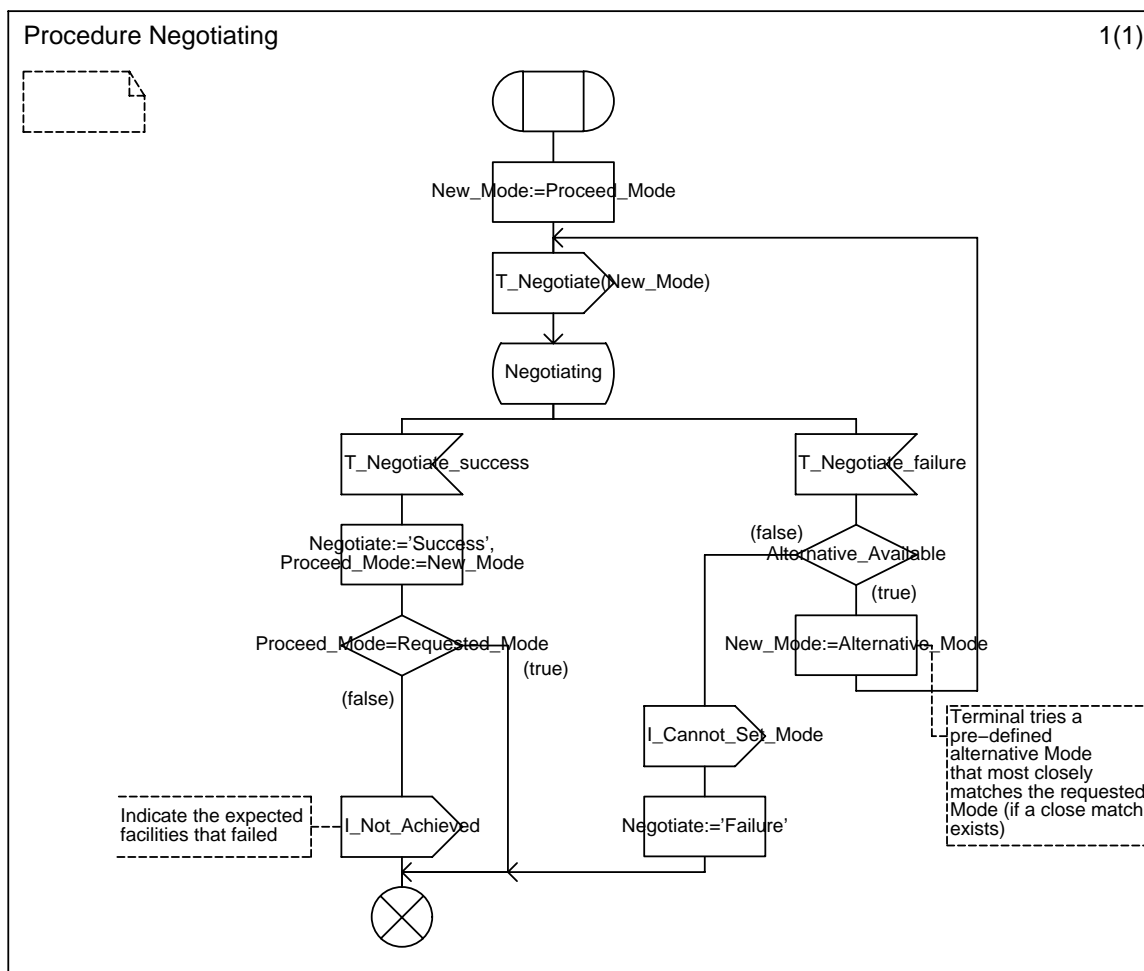 Procedure Negotiating
1(1)
New_Mode:=Proceed_Mode
T_Negotiate(New_Mode)
Negotiating
T_Negotiate_success
T_Negotiate_failure
Negotiate:='Success',
Proceed_Mode:=New_Mode
(false)
Alternative_Available
(true)
Proceed_Mode=Requested_Mode
(true)
(false)
New_Mode:=Alternative_Mode
Terminal tries a
pre−defined
alternative Mode
that most closely
matches the requested
Mode (if a close match
exists)
I_Cannot_Set_Mode
Indicate the expected
facilities that failed
I_Not_Achieved
Negotiate:='Failure'